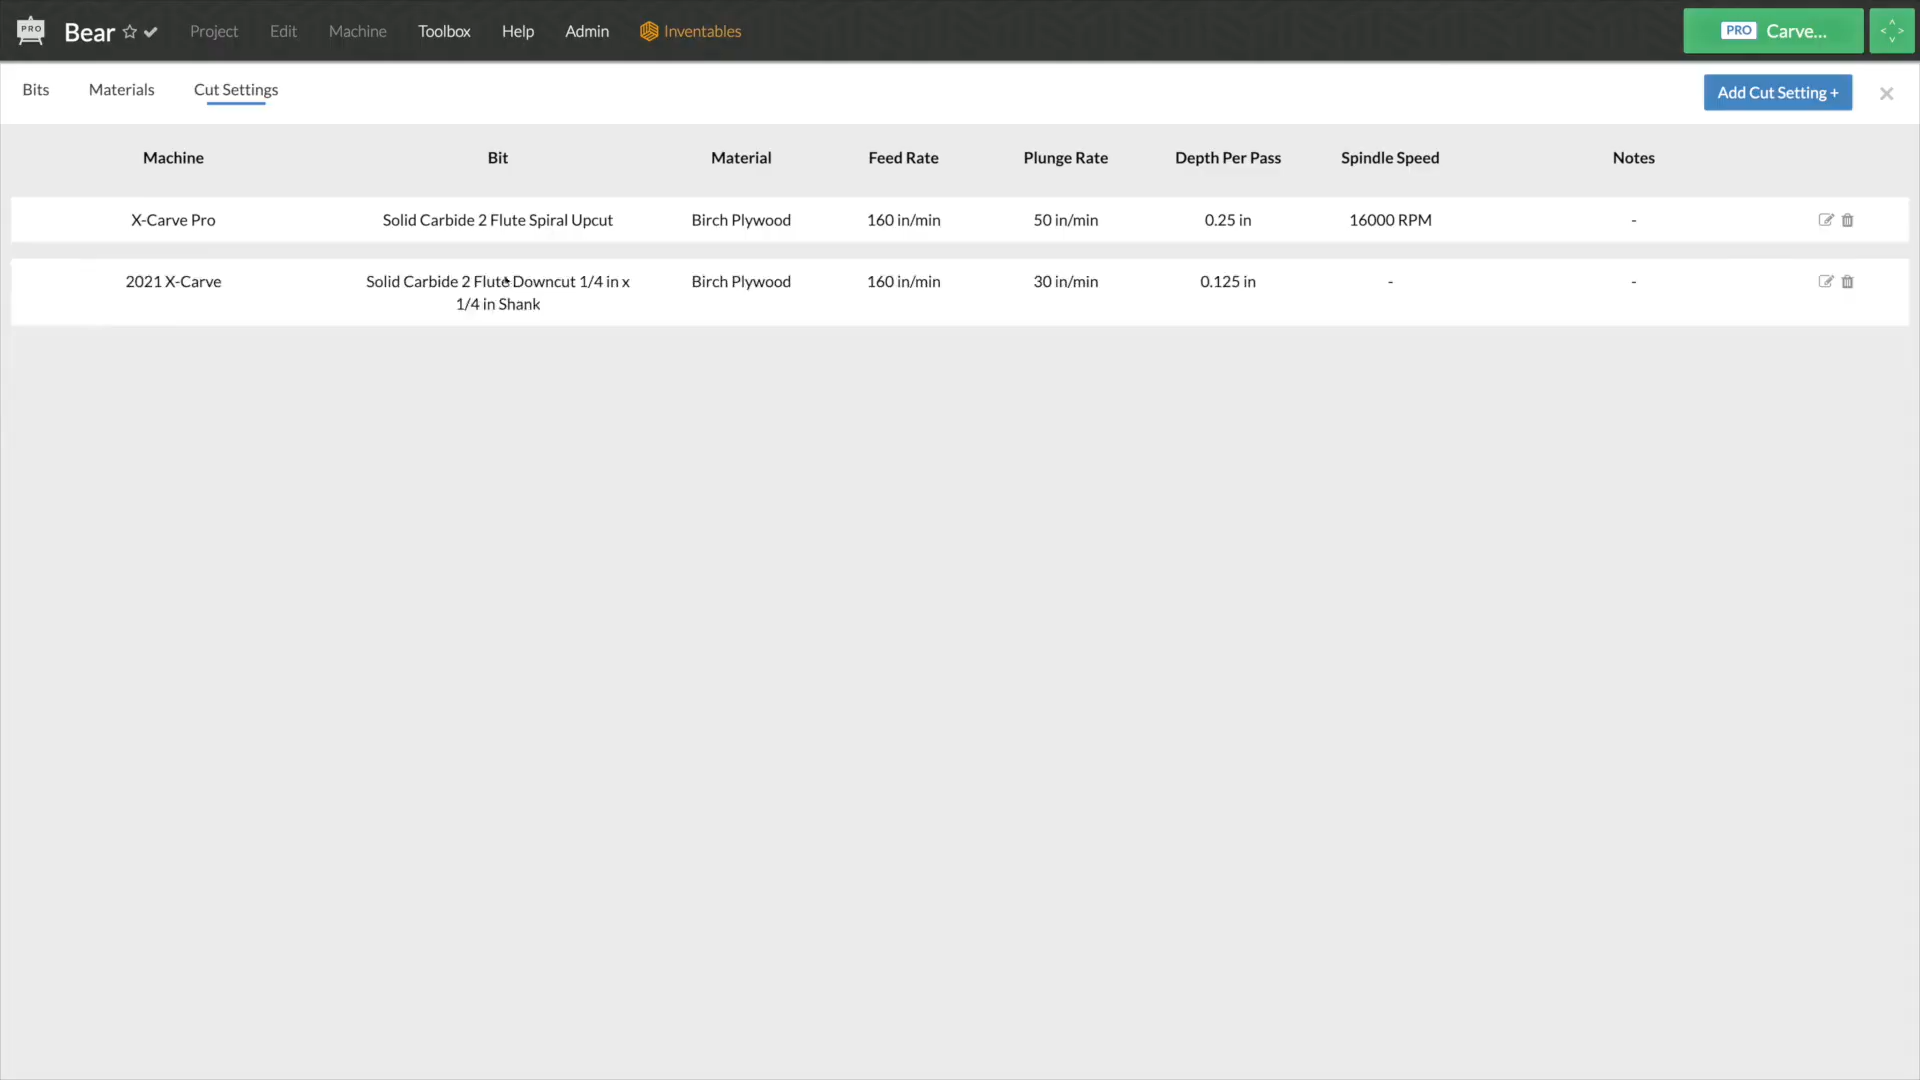 PRO Bear Project Edit Machine Toolbox Help Admin Inventables PRO Carve...
Bits Materials Cut Settings Add Cut Setting +
Machine Bit Material Feed Rate Plunge Rate Depth Per Pass Spindle Speed Notes
X-Carve Pro Solid Carbide 2 Flute Spiral Upcut Birch Plywood 160 in/min 50 in/min 0.25 in 16000 RPM -
2021 X-Carve Solid Carbide 2 Flute Downcut 1/4 in x Birch Plywood 160 in/min 30 in/min 0.125 in - -
1/4 in Shank